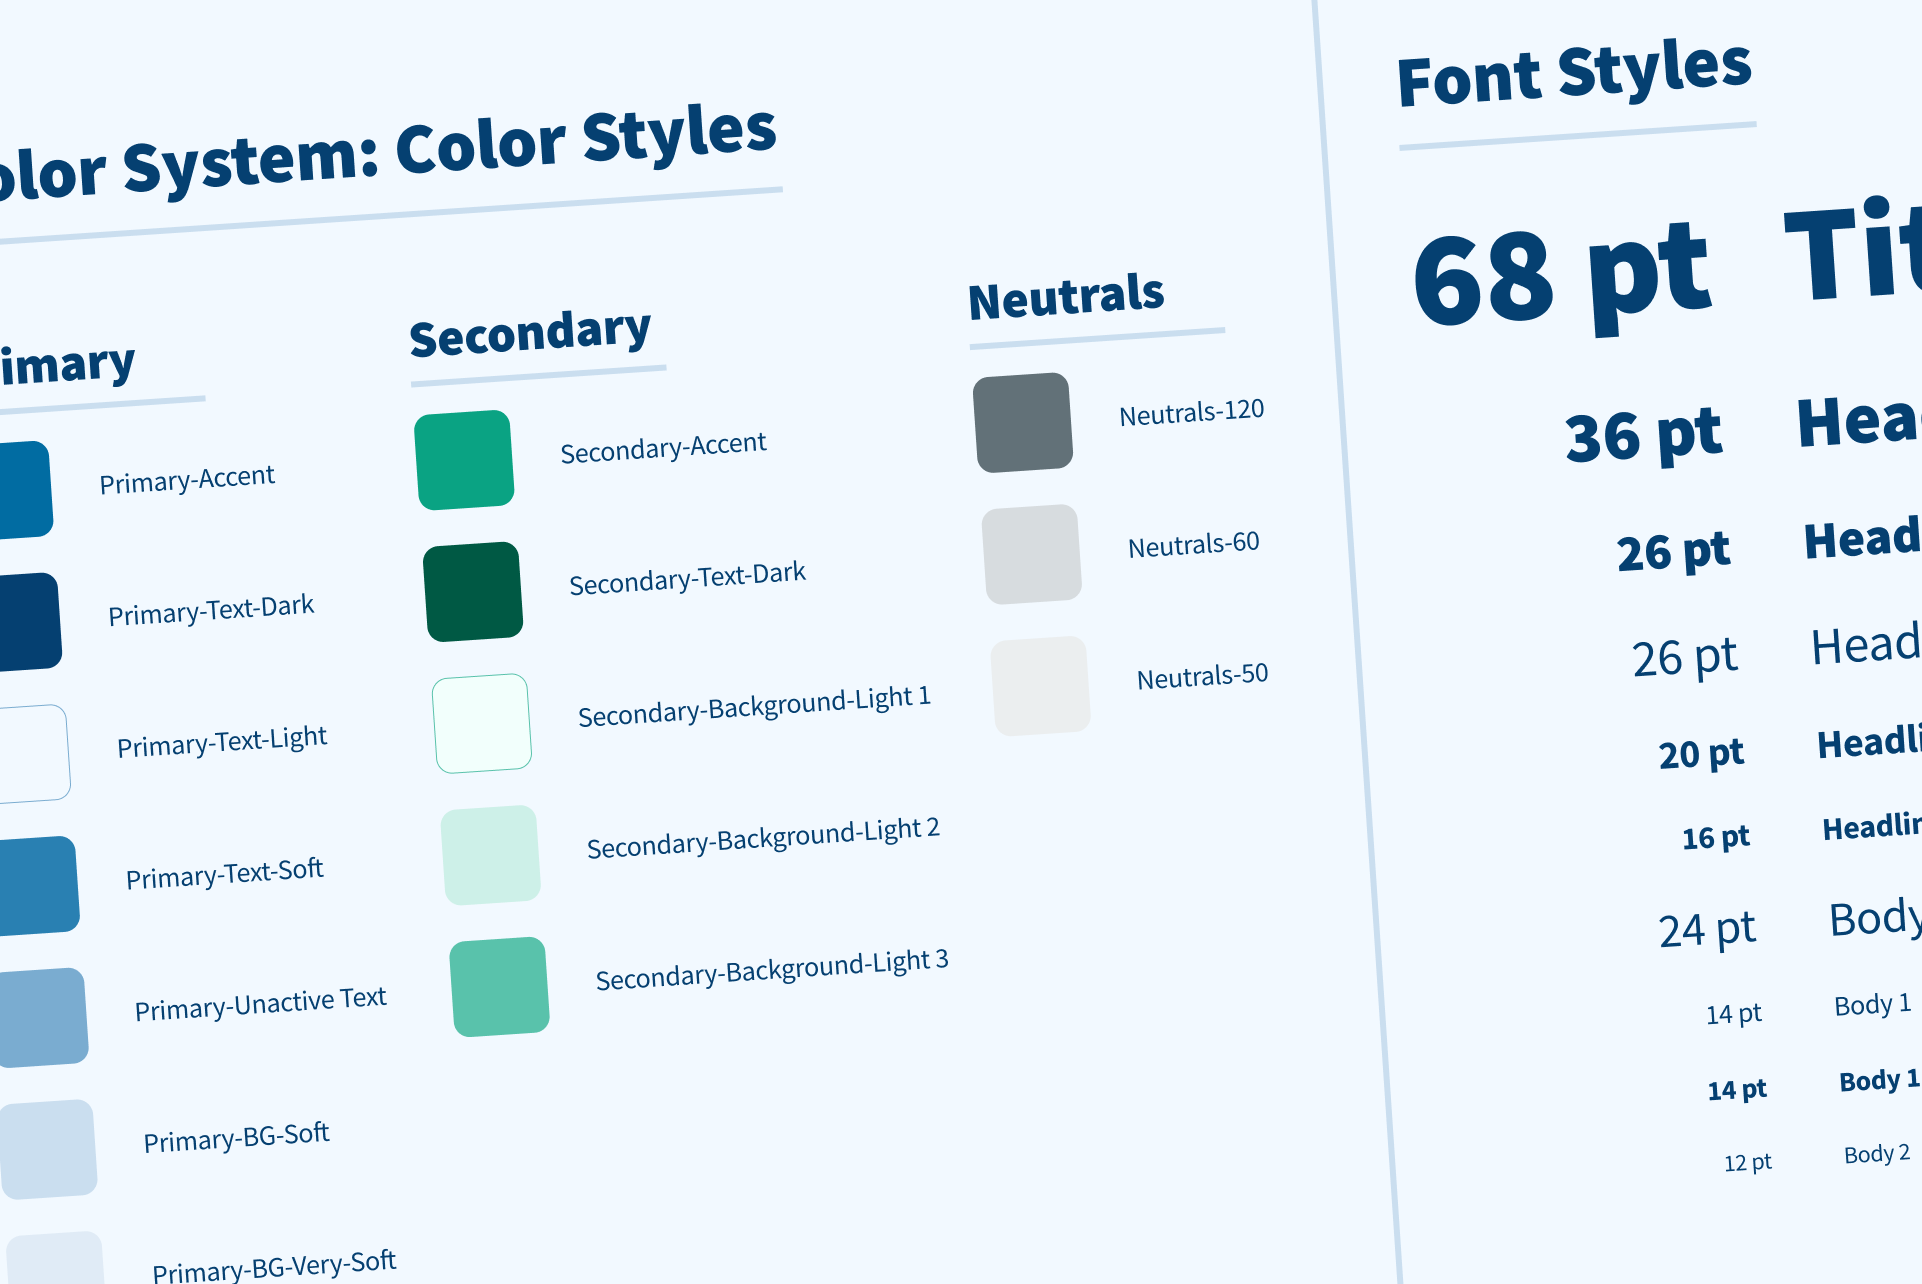 olor System: Color Styles
imary
Primary-Accent
Primary-Text-Dark
Primary-Text-Light
Primary-Text-Soft
Primary-Unactive Text
Primary-BG-Soft
Primary-BG-Very-Soft
Secondary
Secondary-Accent
Secondary-Text-Dark
Secondary-Background-Light 1
Secondary-Background-Light 2
Secondary-Background-Light 3
Neutrals
Neutrals-120
Neutrals-60
Neutrals-50
Font Styles
68 pt Tit
36 pt Hea
26 pt Head
26 pt Head
20 pt Headli
16 pt Headlin
24 pt Body
14 pt Body 1
14 pt Body 1
12 pt Body 2